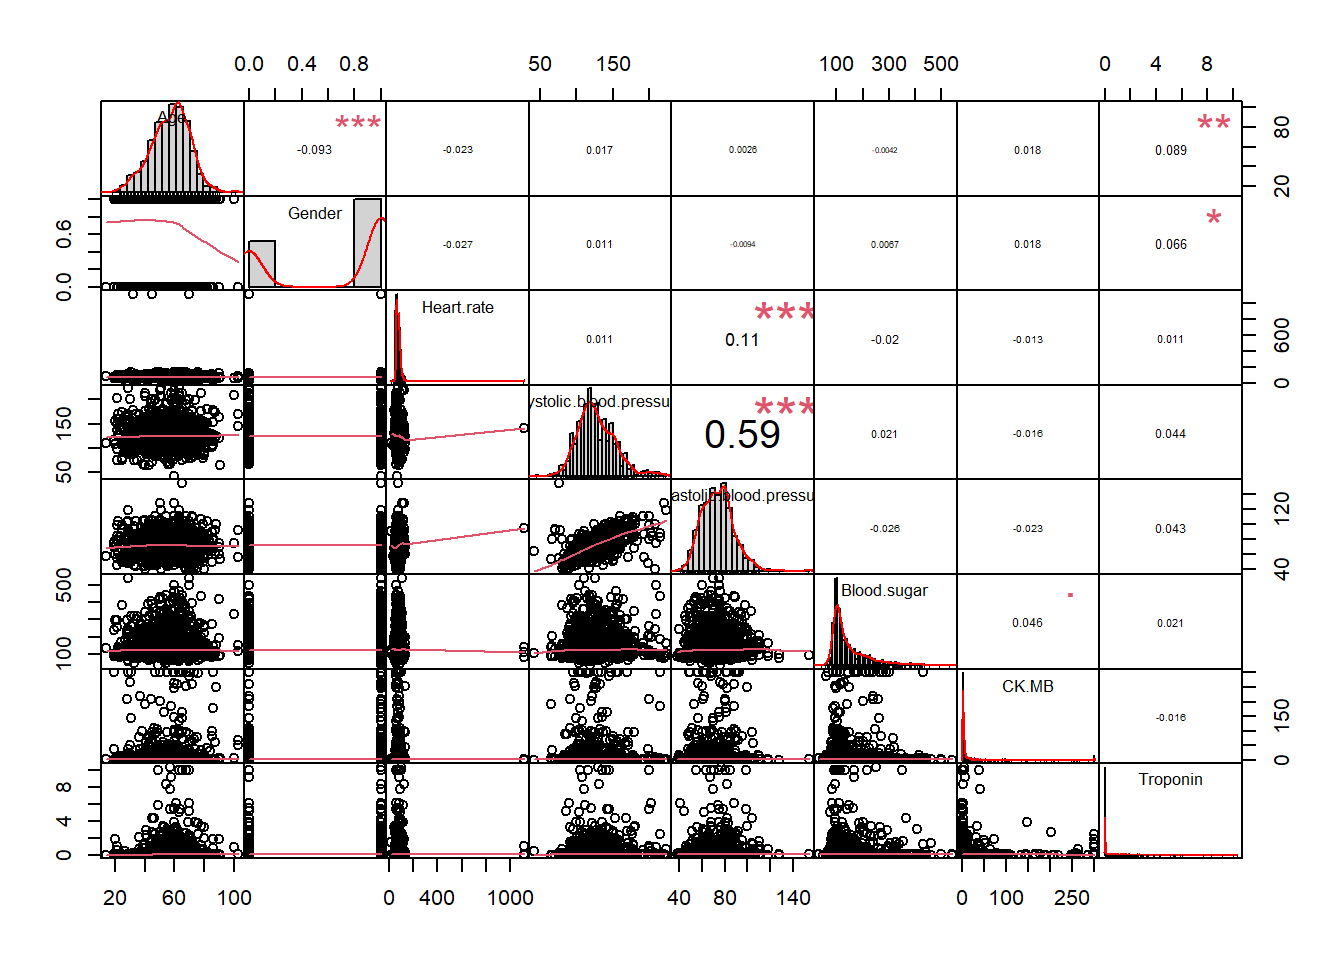 0.0 0.4 0.8 50 150 100 300 500 0 4 8
Age *** **
-0.093 -0.023 0.017 0.0026 -0.0042 0.018 0.089
20 80
Gender *
-0.027 0.011 -0.0094 0.0067 0.018 0.066
0.0 0.6
Heart.rate ***
0.011 0.11 -0.02 -0.013 0.011
0 600
ystolic.blood.pressu ***
0.59 0.021 -0.016 0.044
50 150
astolic.blood.pressu
-0.026 -0.023 0.043
40 120
Blood.sugar .
0.046 0.021
100 500
CK.MB
-0.016
0 150
Troponin
0 4 8
20 60 100 0 400 1000 40 80 140 0 100 250